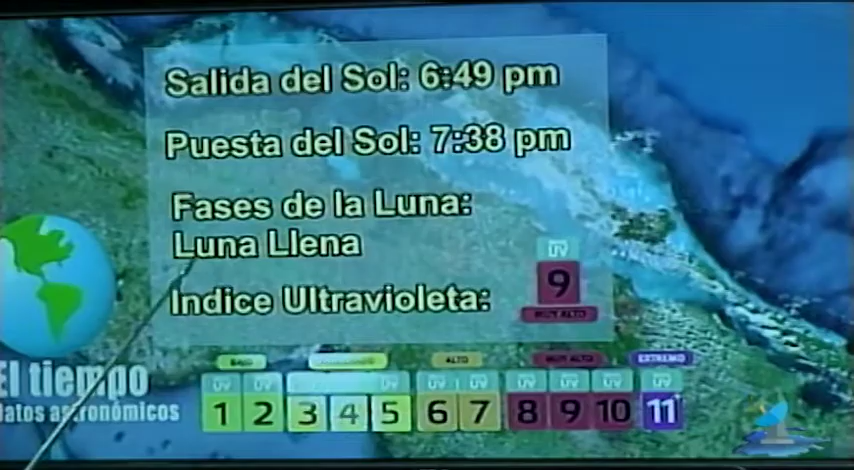 Salida del Sol: 6:49 pm
Puesta del Sol: 7:38 pm
Fases de la Luna:
Luna Llena
UV
9
MUY ALTO
Indice Ultravioleta:
El tiempo
datos astronómicos
BAJO ALTO MUY ALTO EXTREMO
UV UV UV UV UV UV UV UV UV
1 2 3 4 5 6 7 8 9 10 11